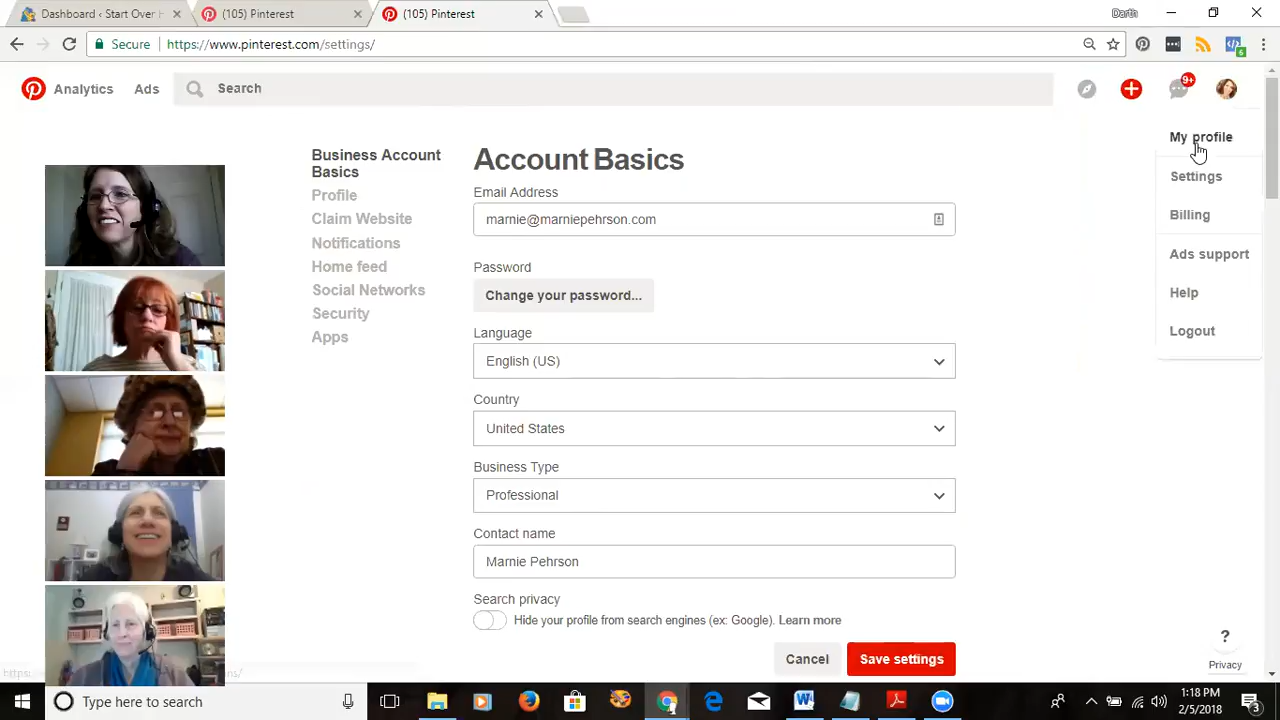 Dashboard ‹ Start Over
(105) Pinterest
(105) Pinterest
Darth
Secure
https://www.pinterest.com/settings/
6
Analytics
Ads
Search
9+
My profile
Settings
Billing
Ads support
Help
Logout
Business Account
Basics
Profile
Claim Website
Notifications
Home feed
Social Networks
Security
Apps
Account Basics
Email Address
marnie@marniepehrson.com
Password
Change your password...
Language
English (US)
Country
United States
Business Type
Professional
Contact name
Marnie Pehrson
Search privacy
Hide your profile from search engines (ex: Google). Learn more
Cancel
Save settings
?
Privacy
Type here to search
1:18 PM
2/5/2018
3